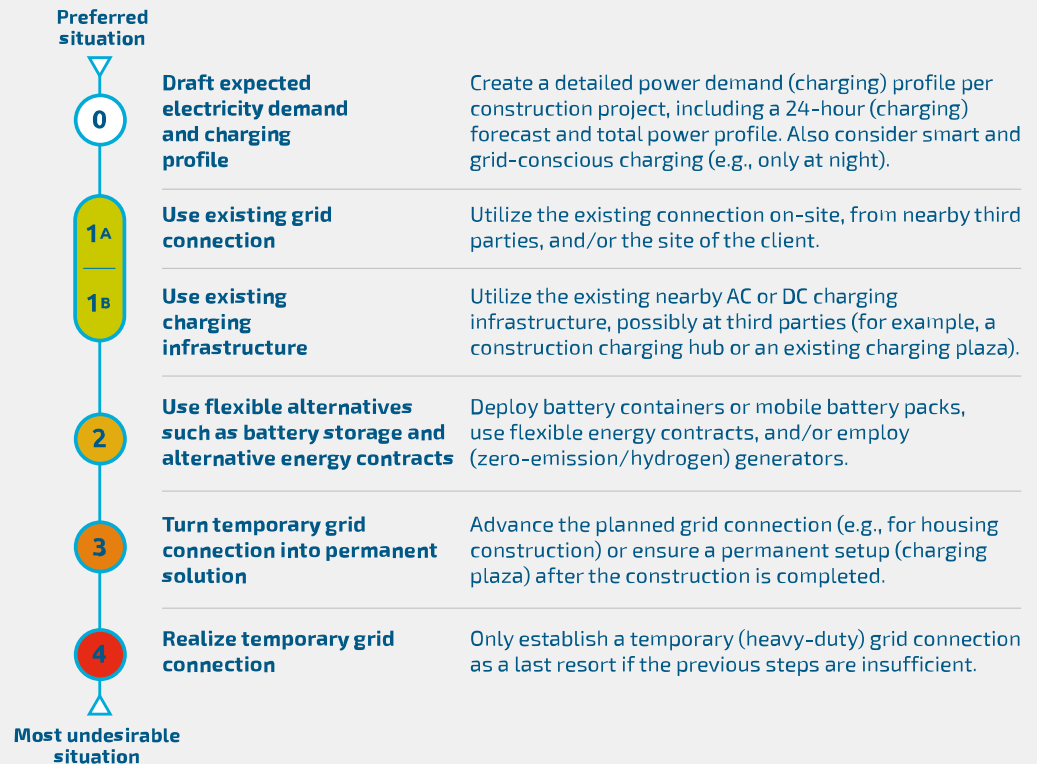 Preferred
situation
0
Draft expected
electricity demand
and charging
profile
Create a detailed power demand (charging) profile per
construction project, including a 24-hour (charging)
forecast and total power profile. Also consider smart and
grid-conscious charging (e.g., only at night).
1A
Use existing grid
connection
Utilize the existing connection on-site, from nearby third
parties, and/or the site of the client.
1B
Use existing
charging
infrastructure
Utilize the existing nearby AC or DC charging
infrastructure, possibly at third parties (for example, a
construction charging hub or an existing charging plaza).
2
Use flexible alternatives
such as battery storage and
alternative energy contracts
Deploy battery containers or mobile battery packs,
use flexible energy contracts, and/or employ
(zero-emission/hydrogen) generators.
3
Turn temporary grid
connection into permanent
solution
Advance the planned grid connection (e.g., for housing
construction) or ensure a permanent setup (charging
plaza) after the construction is completed.
4
Realize temporary grid
connection
Only establish a temporary (heavy-duty) grid connection
as a last resort if the previous steps are insufficient.
Most undesirable
situation